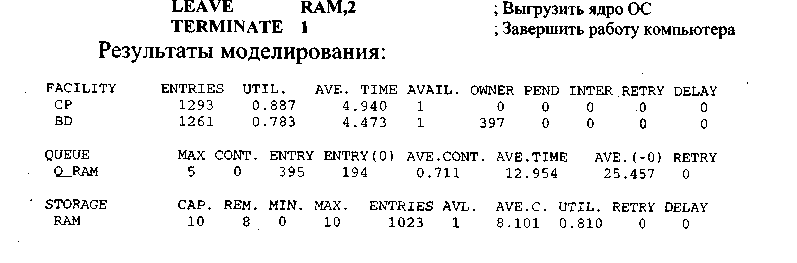 LEAVE RAM,2 ; Выгрузить ядро ОС
TERMINATE 1 ; Завершить работу компьютера
Результаты моделирования:
FACILITY ENTRIES UTIL. AVE. TIME AVAIL. OWNER PEND INTER RETRY DELAY
CP 1293 0.887 4.940 1 0 0 0 0 0
BD 1261 0.783 4.473 1 397 0 0 0 0
QUEUE MAX CONT. ENTRY ENTRY(0) AVE.CONT. AVE.TIME AVE.(-0) RETRY
Q_RAM 5 0 395 194 0.711 12.954 25.457 0
STORAGE CAP. REM. MIN. MAX. ENTRIES AVL. AVE.C. UTIL. RETRY DELAY
RAM 10 8 0 10 1023 1 8.101 0.810 0 0